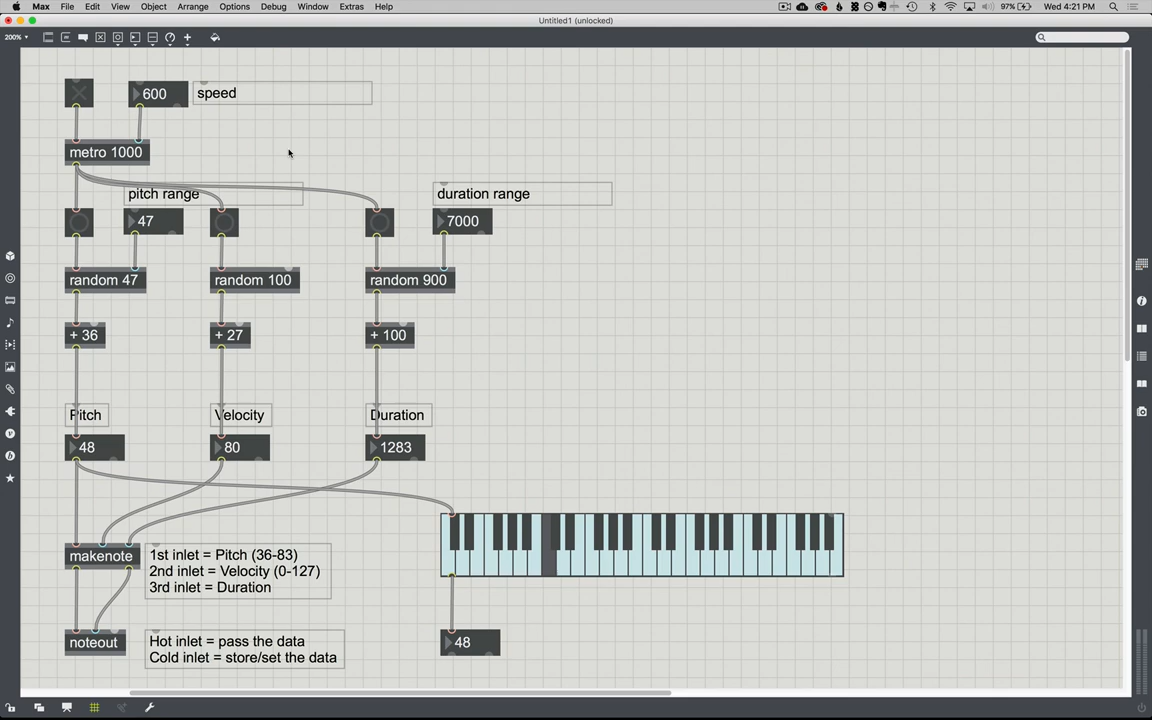 Max File Edit View Object Arrange Options Debug Window Extras Help
97% Wed 4:21 PM
Untitled1 (unlocked)
200%
600 speed
metro 1000
pitch range duration range
47 7000
random 47 random 100 random 900
+ 36 + 27 + 100
Pitch Velocity Duration
48 80 1283
makenote
1st inlet = Pitch (36-83)
2nd inlet = Velocity (0-127)
3rd inlet = Duration
noteout
Hot inlet = pass the data
Cold inlet = store/set the data
48